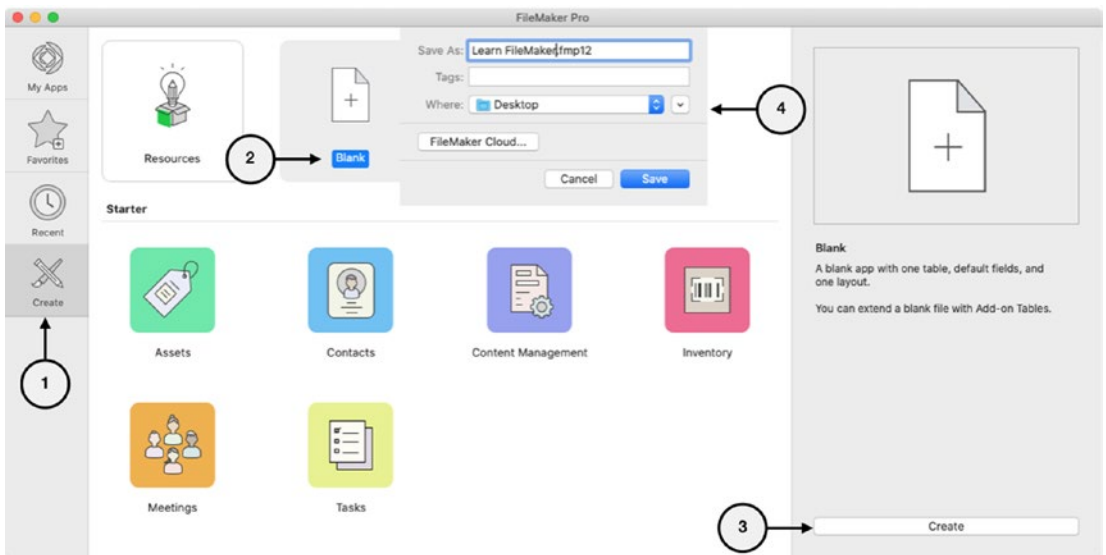 FileMaker Pro
My Apps
Favorites
Recent
Create
1
Resources
2
Blank
Save As: Learn FileMaker.fmp12
Tags:
Where: Desktop
4
FileMaker Cloud...
Cancel Save
Starter
Assets Contacts Content Management Inventory
Meetings Tasks
Blank
A blank app with one table, default fields, and
one layout.
You can extend a blank file with Add-on Tables.
3
Create